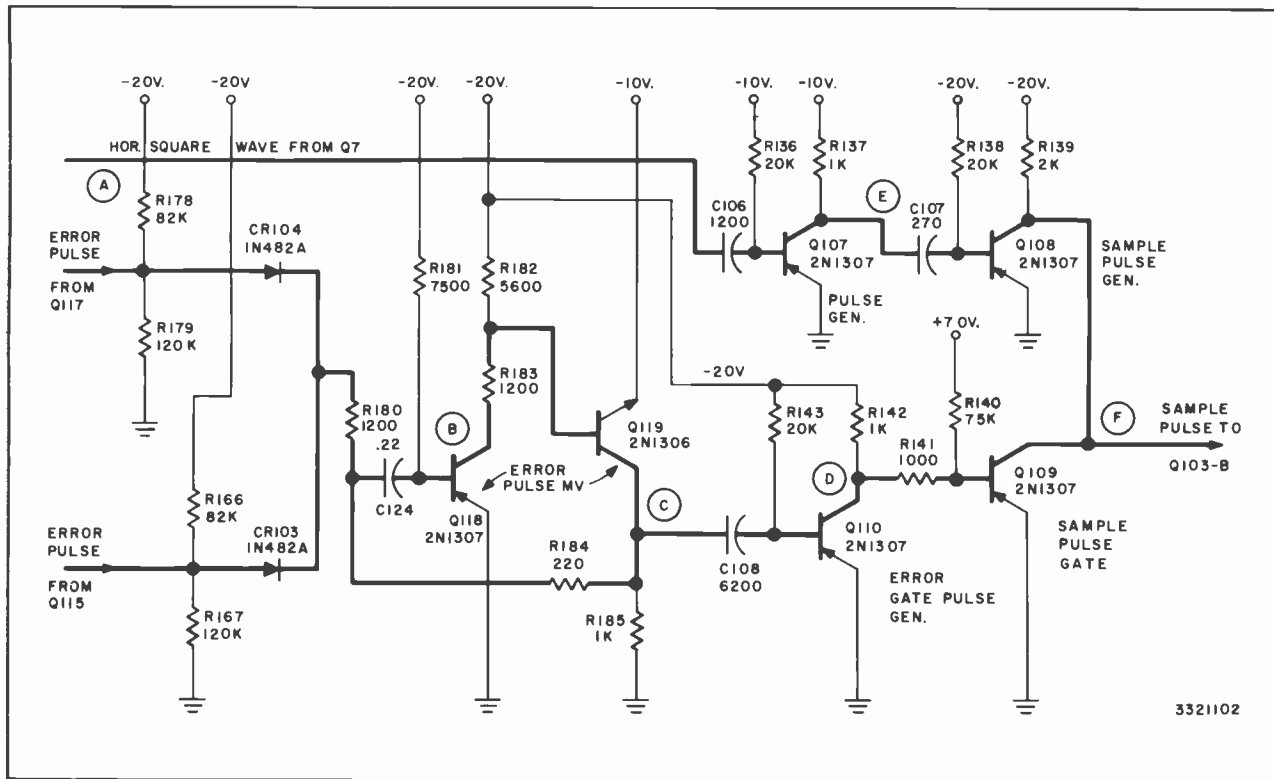 -20V.
-20V
-20V.
-20V.
-10V.
-10V.
-10V.
-20V.
-20V.
HOR. SQUARE WAVE FROM Q7
A
R178
82K
ERROR
PULSE
FROM
Q117
CR104
1N482A
R179
120K
R181
7500
R182
5600
R183
1200
R180
1200
.22
C124
B
Q118
2N1307
ERROR
PULSE MV
Q119
2N1306
C
R184
220
R185
1K
R166
82K
ERROR
PULSE
FROM
Q115
CR103
1N482A
R167
120K
C106
1200
R136
20K
R137
1K
Q107
2N1307
PULSE
GEN.
E
C107
270
R138
20K
R139
2K
Q108
2N1307
SAMPLE
PULSE
GEN.
-20V
+70V.
R143
20K
R142
1K
R141
1000
R140
75K
D
C108
6200
Q110
2N1307
ERROR
GATE PULSE
GEN.
Q109
2N1307
SAMPLE
PULSE
GATE
F
SAMPLE
PULSE TO
Q103-B
3321102